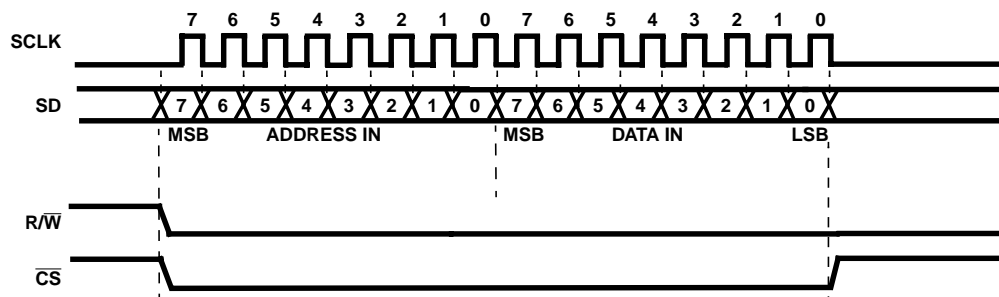 7 6 5 4 3 2 1 0 7 6 5 4 3 2 1 0
SCLK
SD 7 6 5 4 3 2 1 0 7 6 5 4 3 2 1 0
MSB ADDRESS IN MSB DATA IN LSB
R/W̅
C̅S̅